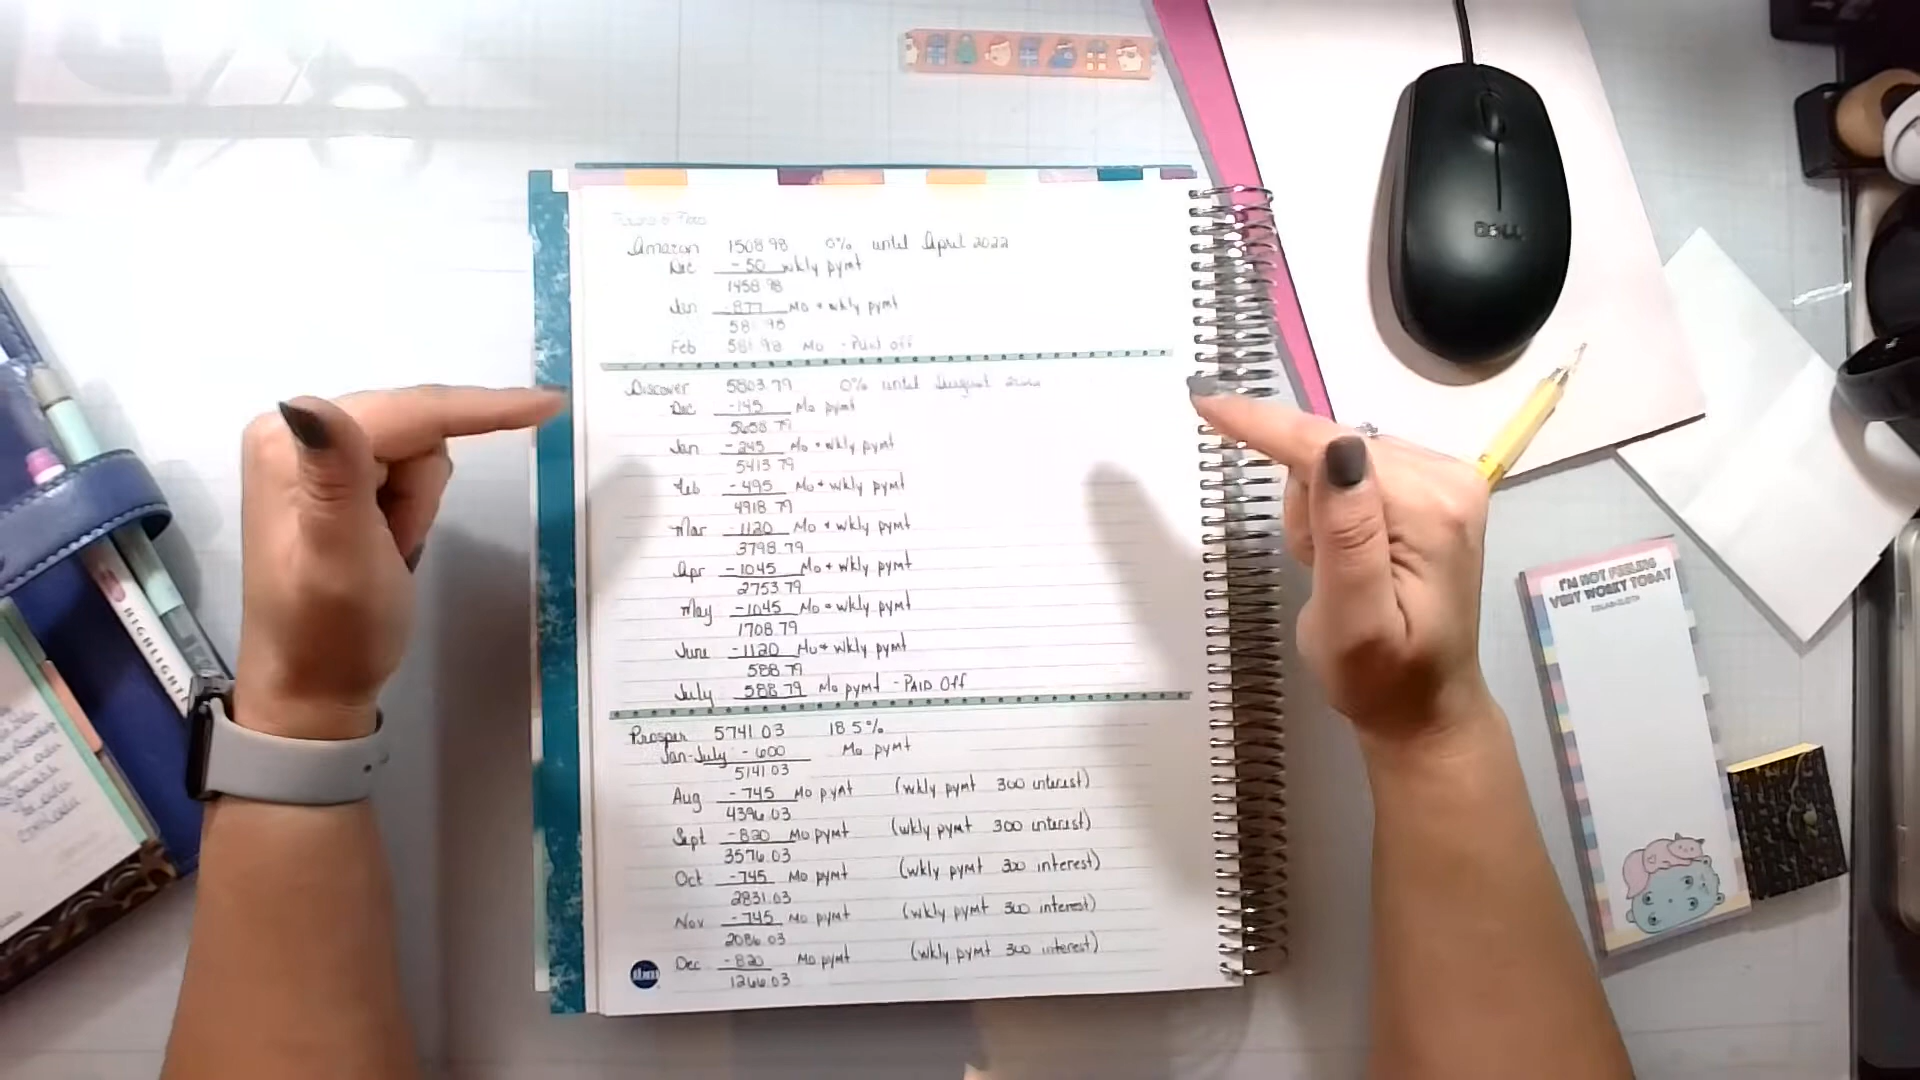 Amazon 1508.98 0% until April 2022
Dec -50 wkly pymt
1458.98
Jan -877 Mo + wkly pymt
581.98
Feb 581.98 Mo - Paid off
Discover 5803.79 0% until August 2022
Dec -145 Mo pymt
5658.79
Jan -245 Mo + wkly pymt
5413.79
Feb -495 Mo + wkly pymt
4918.79
Mar -1120 Mo + wkly pymt
3798.79
Apr -1045 Mo + wkly pymt
2753.79
May -1045 Mo + wkly pymt
1708.79
June -1120 Mo + wkly pymt
588.79
July 588.79 Mo pymt - PAID Off
Prosper 5741.03 18.5%
Jan-July -600 Mo pymt
5141.03
Aug -745 Mo pymt (wkly pymt 300 interest)
4396.03
Sept -820 Mo pymt (wkly pymt 300 interest)
3576.03
Oct -745 Mo pymt (wkly pymt 300 interest)
2831.03
Nov -745 Mo pymt (wkly pymt 300 interest)
2086.03
Dec -820 Mo pymt (wkly pymt 300 interest)
1266.03
DELL
I'M NOT FEELING
VERY WORKY TODAY
HIGHLIGHT